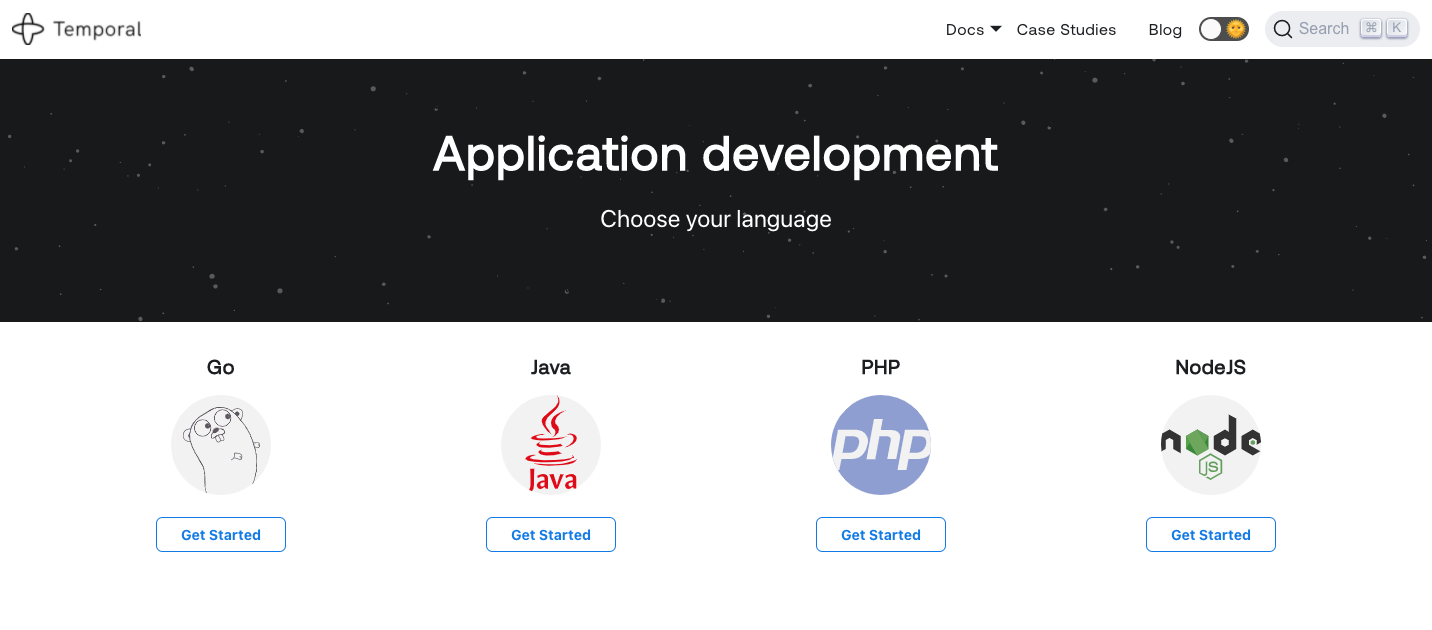 Temporal
Docs
Case Studies
Blog
Search ⌘ K
Application development
Choose your language
Go
Java
PHP
NodeJS
Java
php
node
JS
Get Started
Get Started
Get Started
Get Started